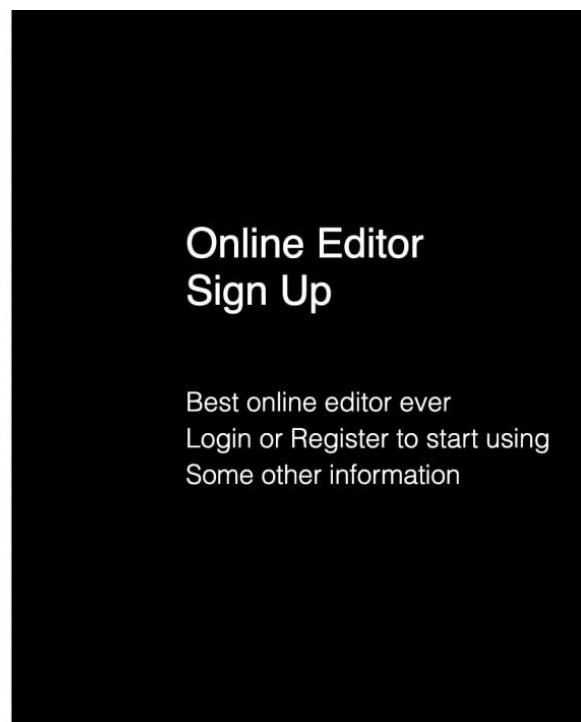 Online Editor
Sign Up
Best online editor ever
Login or Register to start using
Some other information